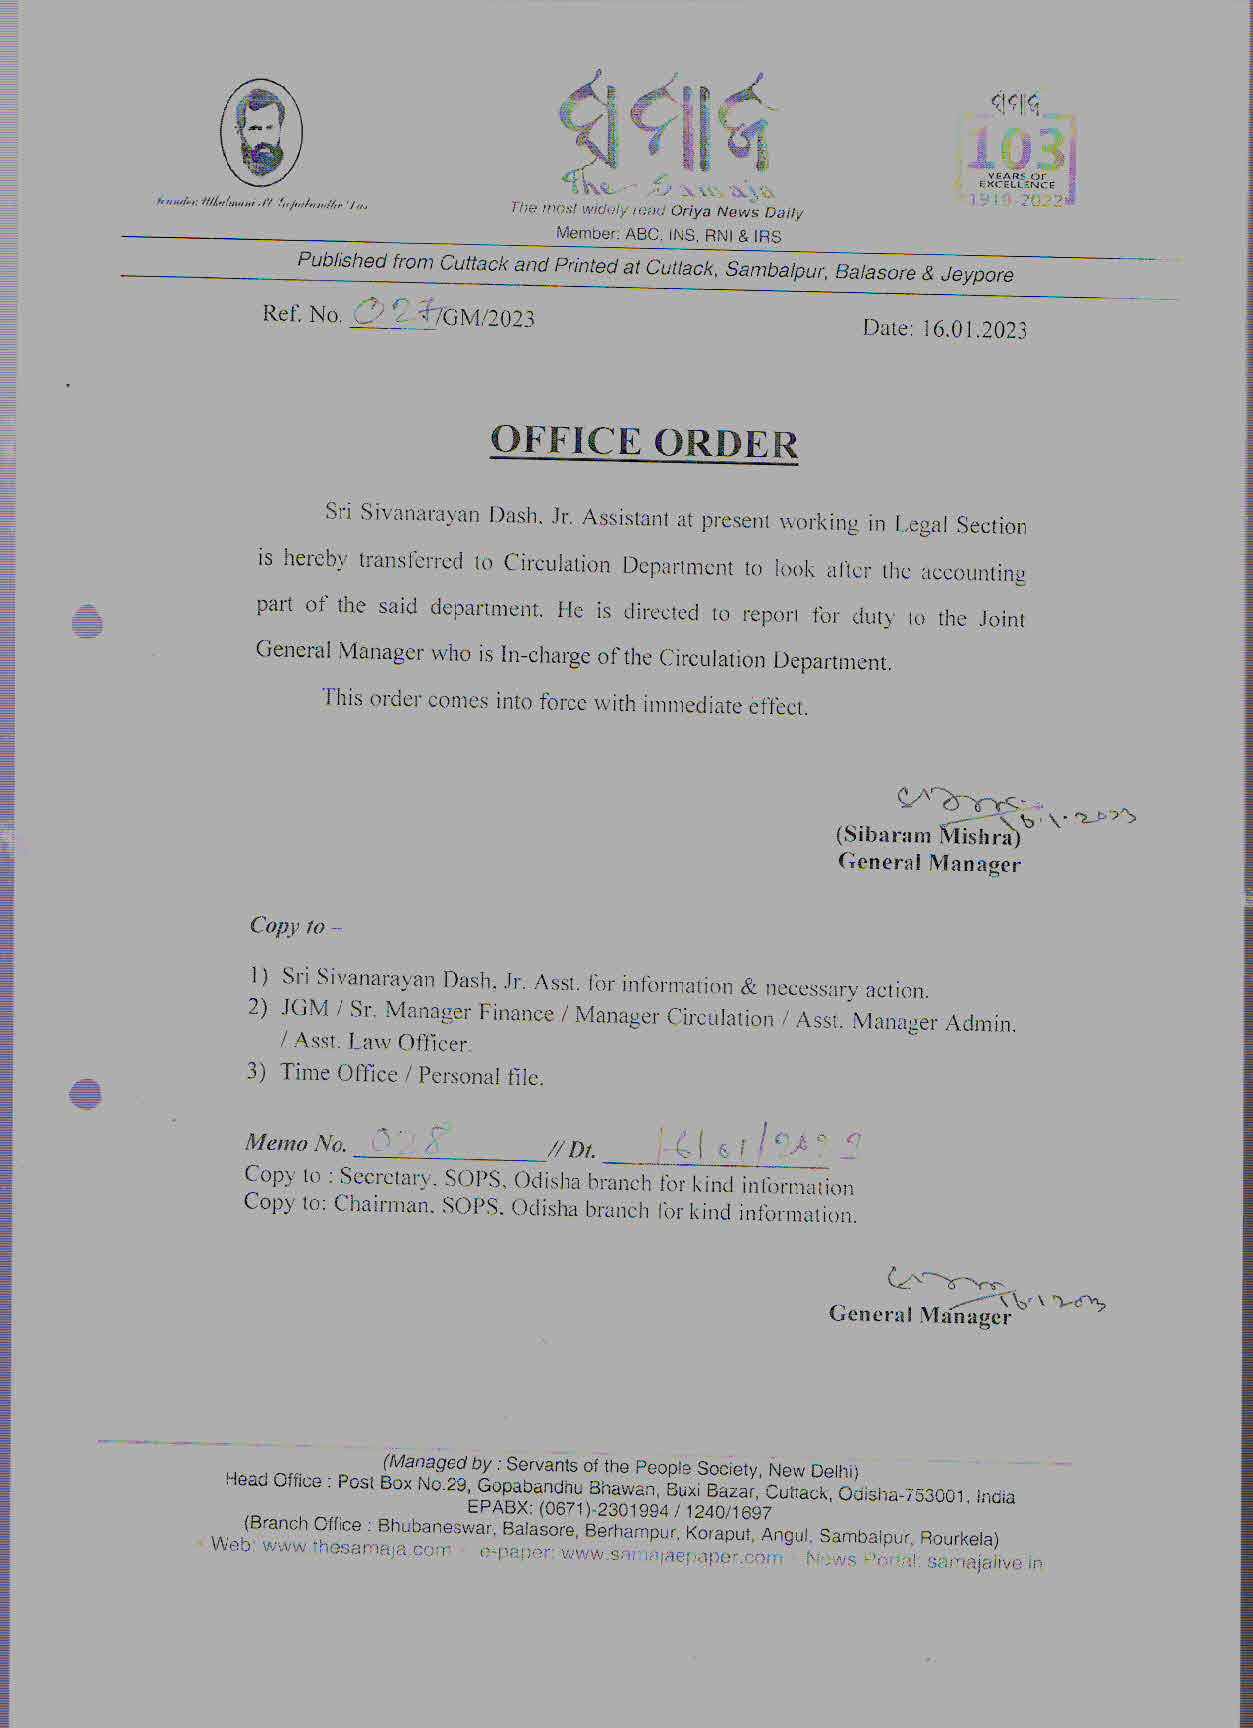 ସମାଜ
The Samaja
The most widely read Oriya News Daily
Member: ABC, INS, RNI & IRS
Founder: Utkalmani Pt. Gopabandhu Das
ସମାଜ
103
YEARS OF
EXCELLENCE
1919-2022
Published from Cuttack and Printed at Cuttack, Sambalpur, Balasore & Jeypore
Ref. No. 027/GM/2023
Date: 16.01.2023
OFFICE ORDER
Sri Sivanarayan Dash, Jr. Assistant at present working in Legal Section
is hereby transferred to Circulation Department to look after the accounting
part of the said department. He is directed to report for duty to the Joint
General Manager who is In-charge of the Circulation Department.
This order comes into force with immediate effect.
16.1.2023
(Sibaram Mishra)
General Manager
Copy to –
1) Sri Sivanarayan Dash, Jr. Asst. for information & necessary action.
2) JGM / Sr. Manager Finance / Manager Circulation / Asst. Manager Admin.
/ Asst. Law Officer.
3) Time Office / Personal file.
Memo No. 028 // Dt. 16/01/2023
Copy to : Secretary, SOPS, Odisha branch for kind information
Copy to: Chairman, SOPS, Odisha branch for kind information.
16.1.2023
General Manager
(Managed by : Servants of the People Society, New Delhi)
Head Office : Post Box No.29, Gopabandhu Bhawan, Buxi Bazar, Cuttack, Odisha-753001, India
EPABX: (0671)-2301994 / 1240/1697
(Branch Office : Bhubaneswar, Balasore, Berhampur, Koraput, Angul, Sambalpur, Rourkela)
Web: www.thesamaja.com - e-paper: www.samajaepaper.com - News Portal: samajalive.in